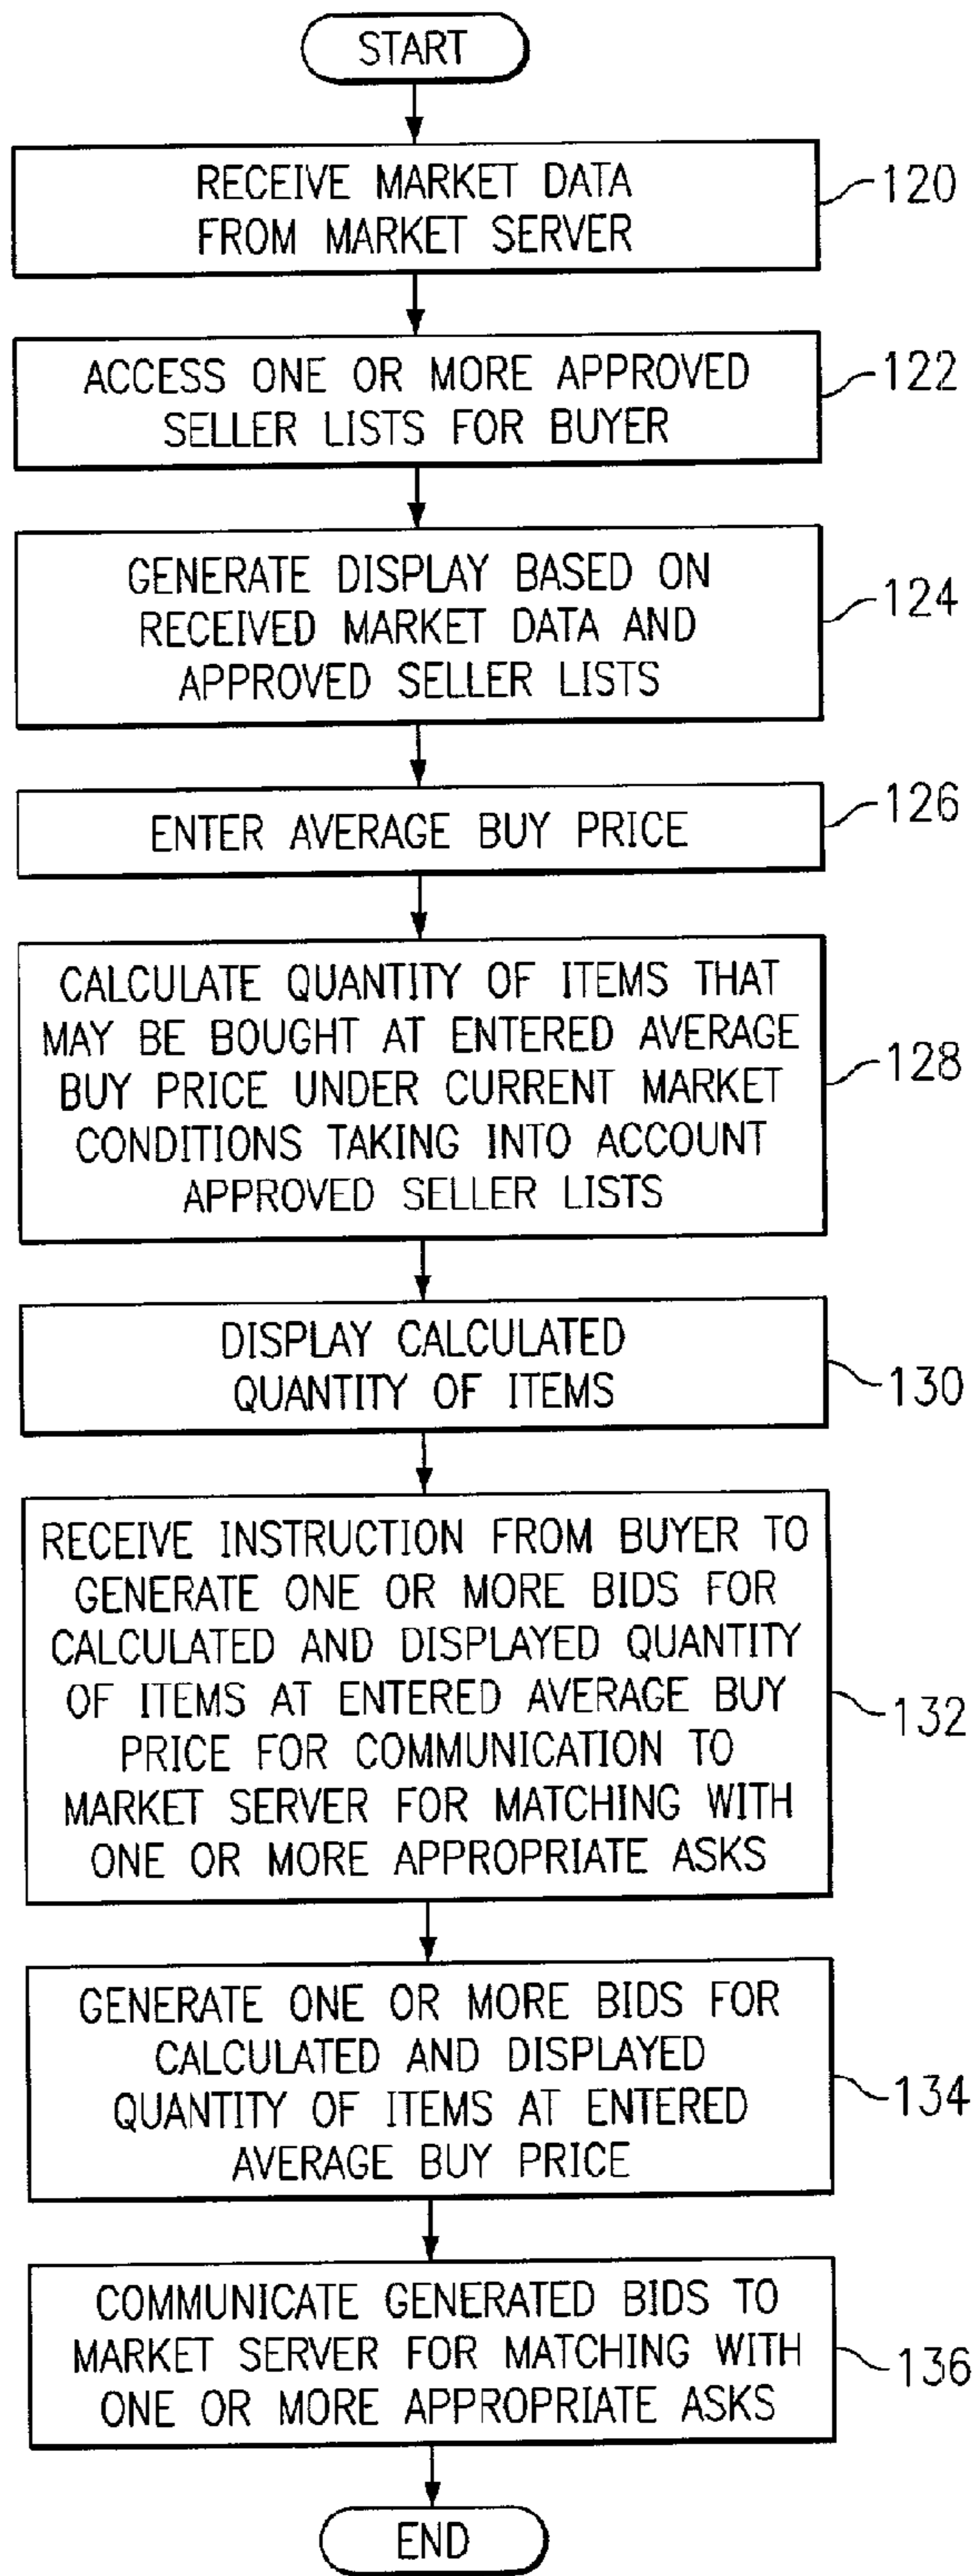 START
RECEIVE MARKET DATA
FROM MARKET SERVER
120
ACCESS ONE OR MORE APPROVED
SELLER LISTS FOR BUYER
122
GENERATE DISPLAY BASED ON
RECEIVED MARKET DATA AND
APPROVED SELLER LISTS
124
ENTER AVERAGE BUY PRICE
126
CALCULATE QUANTITY OF ITEMS THAT
MAY BE BOUGHT AT ENTERED AVERAGE
BUY PRICE UNDER CURRENT MARKET
CONDITIONS TAKING INTO ACCOUNT
APPROVED SELLER LISTS
128
DISPLAY CALCULATED
QUANTITY OF ITEMS
130
RECEIVE INSTRUCTION FROM BUYER TO
GENERATE ONE OR MORE BIDS FOR
CALCULATED AND DISPLAYED QUANTITY
OF ITEMS AT ENTERED AVERAGE BUY
PRICE FOR COMMUNICATION TO
MARKET SERVER FOR MATCHING WITH
ONE OR MORE APPROPRIATE ASKS
132
GENERATE ONE OR MORE BIDS FOR
CALCULATED AND DISPLAYED
QUANTITY OF ITEMS AT ENTERED
AVERAGE BUY PRICE
134
COMMUNICATE GENERATED BIDS TO
MARKET SERVER FOR MATCHING WITH
ONE OR MORE APPROPRIATE ASKS
136
END